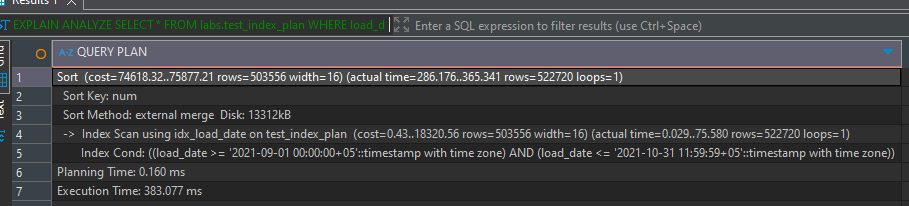 Results 1
EXPLAIN ANALYZE SELECT * FROM labs.test_index_plan WHERE load_d
Enter a SQL expression to filter results (use Ctrl+Space)
A-Z QUERY PLAN
1 Sort (cost=74618.32..75877.21 rows=503556 width=16) (actual time=286.176..365.341 rows=522720 loops=1)
2 Sort Key: num
3 Sort Method: external merge Disk: 13312kB
4 -> Index Scan using idx_load_date on test_index_plan (cost=0.43..18320.56 rows=503556 width=16) (actual time=0.029..75.580 rows=522720 loops=1)
5 Index Cond: ((load_date >= '2021-09-01 00:00:00+05'::timestamp with time zone) AND (load_date <= '2021-10-31 11:59:59+05'::timestamp with time zone))
6 Planning Time: 0.160 ms
7 Execution Time: 383.077 ms